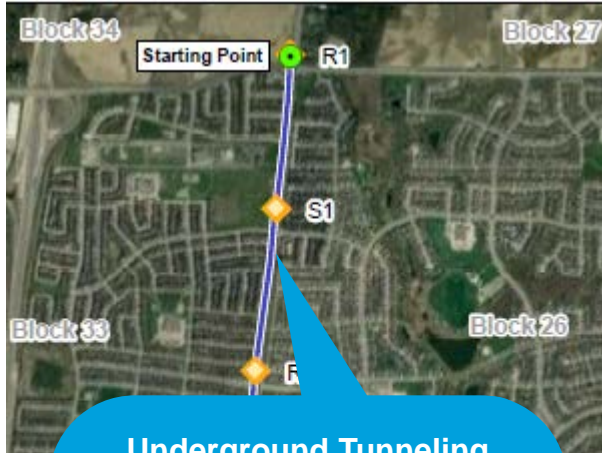 Block 34
Block 27
Starting Point
R1
S1
Block 33
Block 26
R
Underground Tunneling